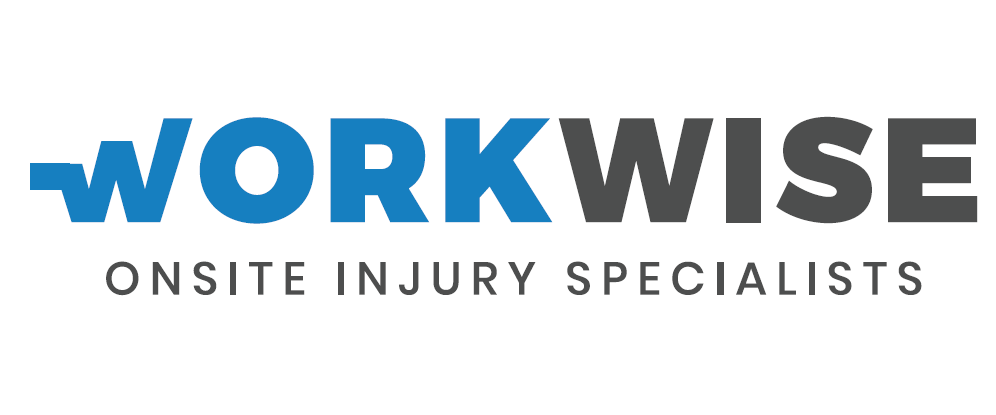 WORKWISE
ONSITE INJURY SPECIALISTS